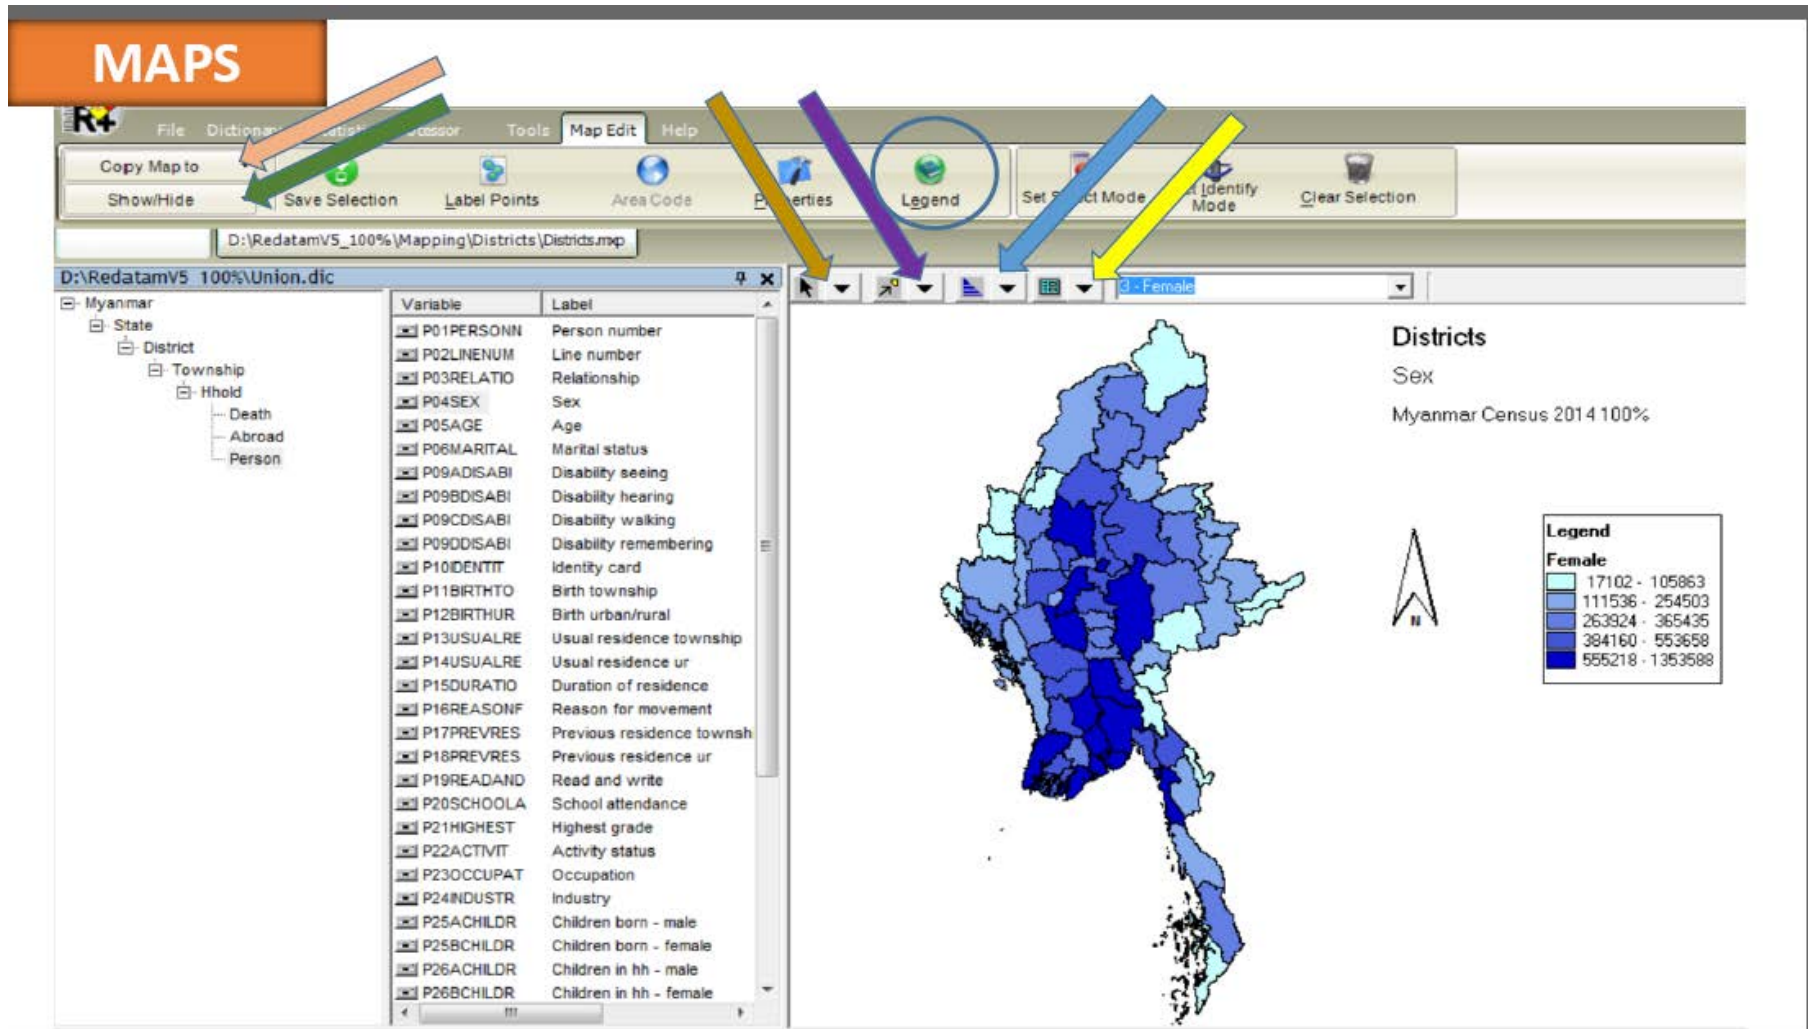 MAPS
R+
File Tools Map Edit Help
Copy Map to
Show/Hide
Save Selection
Label Points
Area Code
Legend
Identify
Mode
Clear Selection
D:\RedatamV5_100%\Mapping\Districts\Districts.mxp
D:\RedatamV5 100%\Union.dic
Myanmar
State
District
Township
Hhold
Death
Abroad
Person
Variable Label
P01PERSONN Person number
P02LINENUM Line number
P03RELATIO Relationship
P04SEX Sex
P05AGE Age
P06MARITAL Marital status
P09ADISABI Disability seeing
P09BDISABI Disability hearing
P09CDISABI Disability walking
P09DDISABI Disability remembering
P10IDENTIT Identity card
P11BIRTHTO Birth township
P12BIRTHUR Birth urban/rural
P13USUALRE Usual residence township
P14USUALRE Usual residence ur
P15DURATIO Duration of residence
P16REASONF Reason for movement
P17PREVRES Previous residence townsh
P18PREVRES Previous residence ur
P19READAND Read and write
P20SCHOOLA School attendance
P21HIGHEST Highest grade
P22ACTIVIT Activity status
P23OCCUPAT Occupation
P24INDUSTR Industry
P25ACHILDR Children born - male
P25BCHILDR Children born - female
P26ACHILDR Children in hh - male
P26BCHILDR Children in hh - female
3 - Female
Districts
Sex
Myanmar Census 2014 100%
N
Legend
Female
17102 - 105863
111536 - 254503
263924 - 365435
384160 - 553658
555218 - 1353588